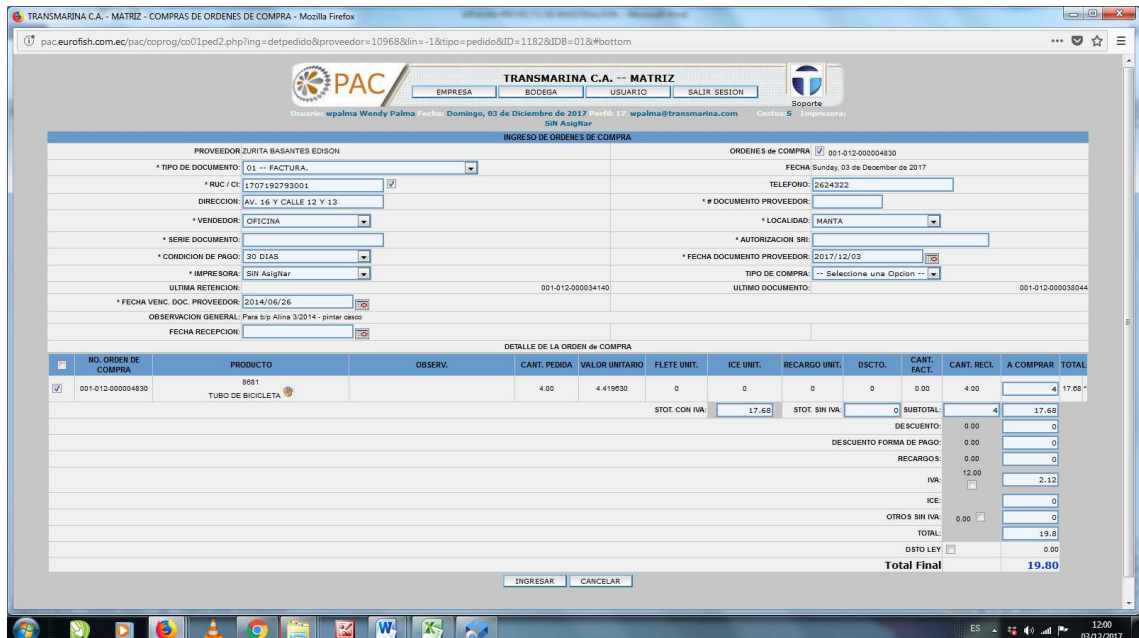 TRANSMARINA C.A. - MATRIZ - COMPRAS DE ORDENES DE COMPRA - Mozilla Firefox
pac.eurofish.com.ec/pac/coprog/co01ped2.php?ing=detpedido&proveedor=10968&lin=-1&tipo=pedido&ID=1182&IDB=01&#bottom
PAC
TRANSMARINA C.A. -- MATRIZ
EMPRESA BODEGA USUARIO SALIR SESION
Soporte
Usuario: wpalma Wendy Palma Fecha: Domingo, 03 de Diciembre de 2017 Perfil: 17 wpalma@transmarina.com Costos S Impresora:
SiN AsigNar
INGRESO DE ORDENES DE COMPRA
PROVEEDOR ZURITA BASANTES EDISON ORDENES de COMPRA 001-012-000004830
* TIPO DE DOCUMENTO: 01 -- FACTURA. FECHA Sunday, 03 de December de 2017
* RUC / CI: 1707192793001 TELEFONO: 2624322
DIRECCION: AV. 16 Y CALLE 12 Y 13 * # DOCUMENTO PROVEEDOR:
* VENDEDOR: OFICINA * LOCALIDAD: MANTA
* SERIE DOCUMENTO: * AUTORIZACION SRI:
* CONDICION DE PAGO: 30 DIAS * FECHA DOCUMENTO PROVEEDOR: 2017/12/03
* IMPRESORA: SiN AsigNar TIPO DE COMPRA: -- Seleccione una Opcion --
ULTIMA RETENCION: 001-012-000034140 ULTIMO DOCUMENTO: 001-012-000038044
* FECHA VENC. DOC. PROVEEDOR: 2014/06/26
OBSERVACION GENERAL: Para b/p Alina 3/2014 - pintar casco
FECHA RECEPCION:
DETALLE DE LA ORDEN de COMPRA
NO. ORDEN DE COMPRA PRODUCTO OBSERV. CANT. PEDIDA VALOR UNITARIO FLETE UNIT. ICE UNIT. RECARGO UNIT. DSCTO. CANT. FACT. CANT. RECI. A COMPRAR TOTAL
001-012-000004830 8681 TUBO DE BICICLETA 4.00 4.419630 0 0 0 0 0.00 4.00 4 17.68 *
STOT. CON IVA: 17.68 STOT. SIN IVA: 0 SUBTOTAL: 4 17.68
DESCUENTO: 0.00 0
DESCUENTO FORMA DE PAGO: 0.00 0
RECARGOS: 0.00 0
IVA: 12.00 2.12
ICE: 0
OTROS SIN IVA: 0.00 0
TOTAL: 19.8
DSTO LEY 0.00
Total Final 19.80
INGRESAR CANCELAR
ES 12:00
03/12/2017